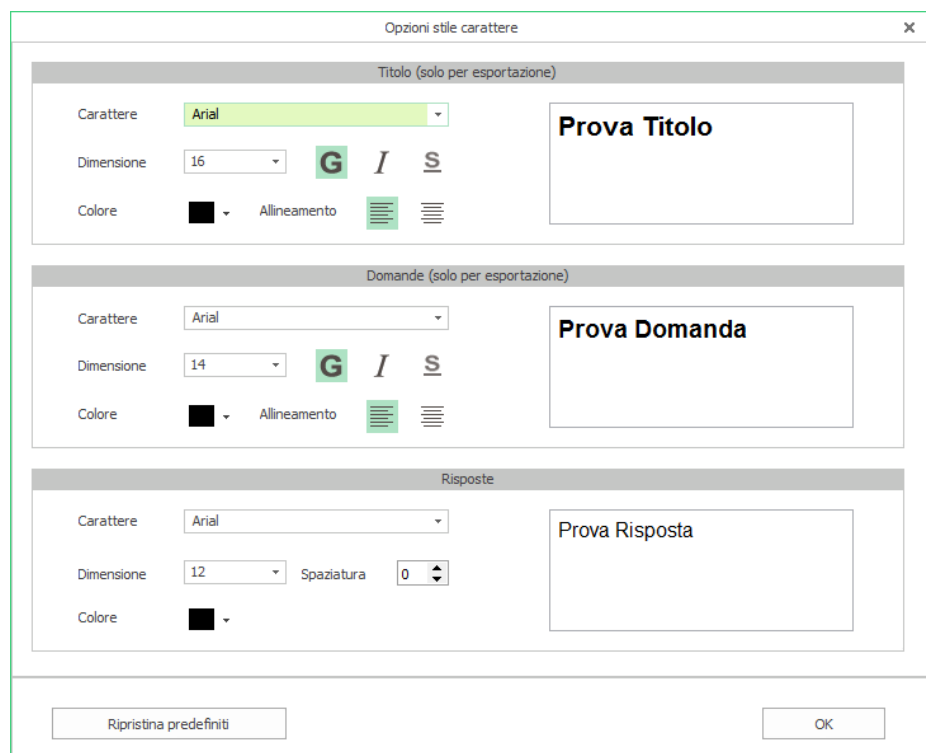 Opzioni stile carattere
Titolo (solo per esportazione)
Carattere Arial
Prova Titolo
Dimensione 16 G I S
Colore Allineamento
Domande (solo per esportazione)
Carattere Arial
Prova Domanda
Dimensione 14 G I S
Colore Allineamento
Risposte
Carattere Arial
Prova Risposta
Dimensione 12 Spaziatura 0
Colore
Ripristina predefiniti OK